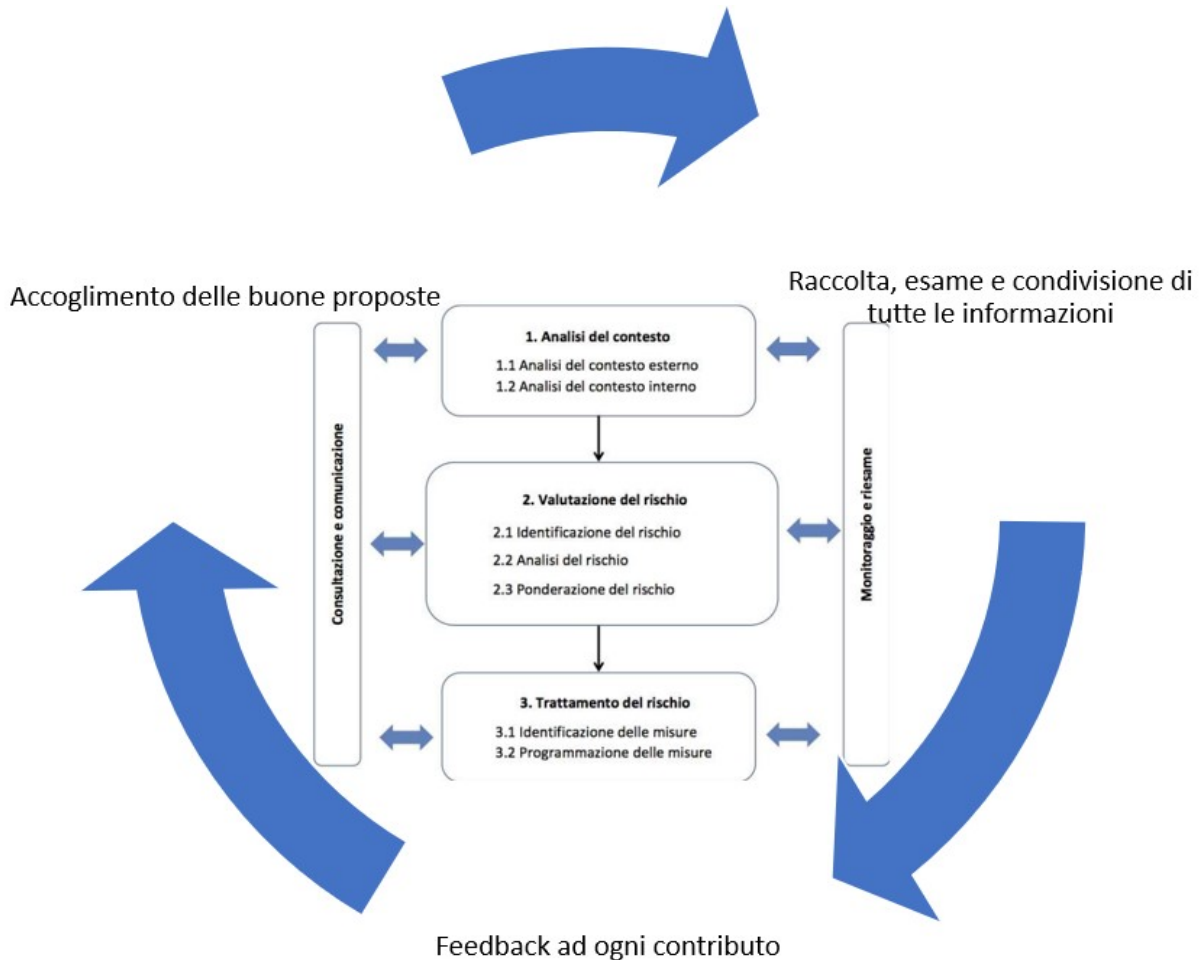 Accoglimento delle buone proposte
Raccolta, esame e condivisione di
tutte le informazioni
Consultazione e comunicazione
1. Analisi del contesto
1.1 Analisi del contesto esterno
1.2 Analisi del contesto interno
2. Valutazione del rischio
2.1 Identificazione del rischio
2.2 Analisi del rischio
2.3 Ponderazione del rischio
3. Trattamento del rischio
3.1 Identificazione delle misure
3.2 Programmazione delle misure
Monitoraggio e riesame
Feedback ad ogni contributo